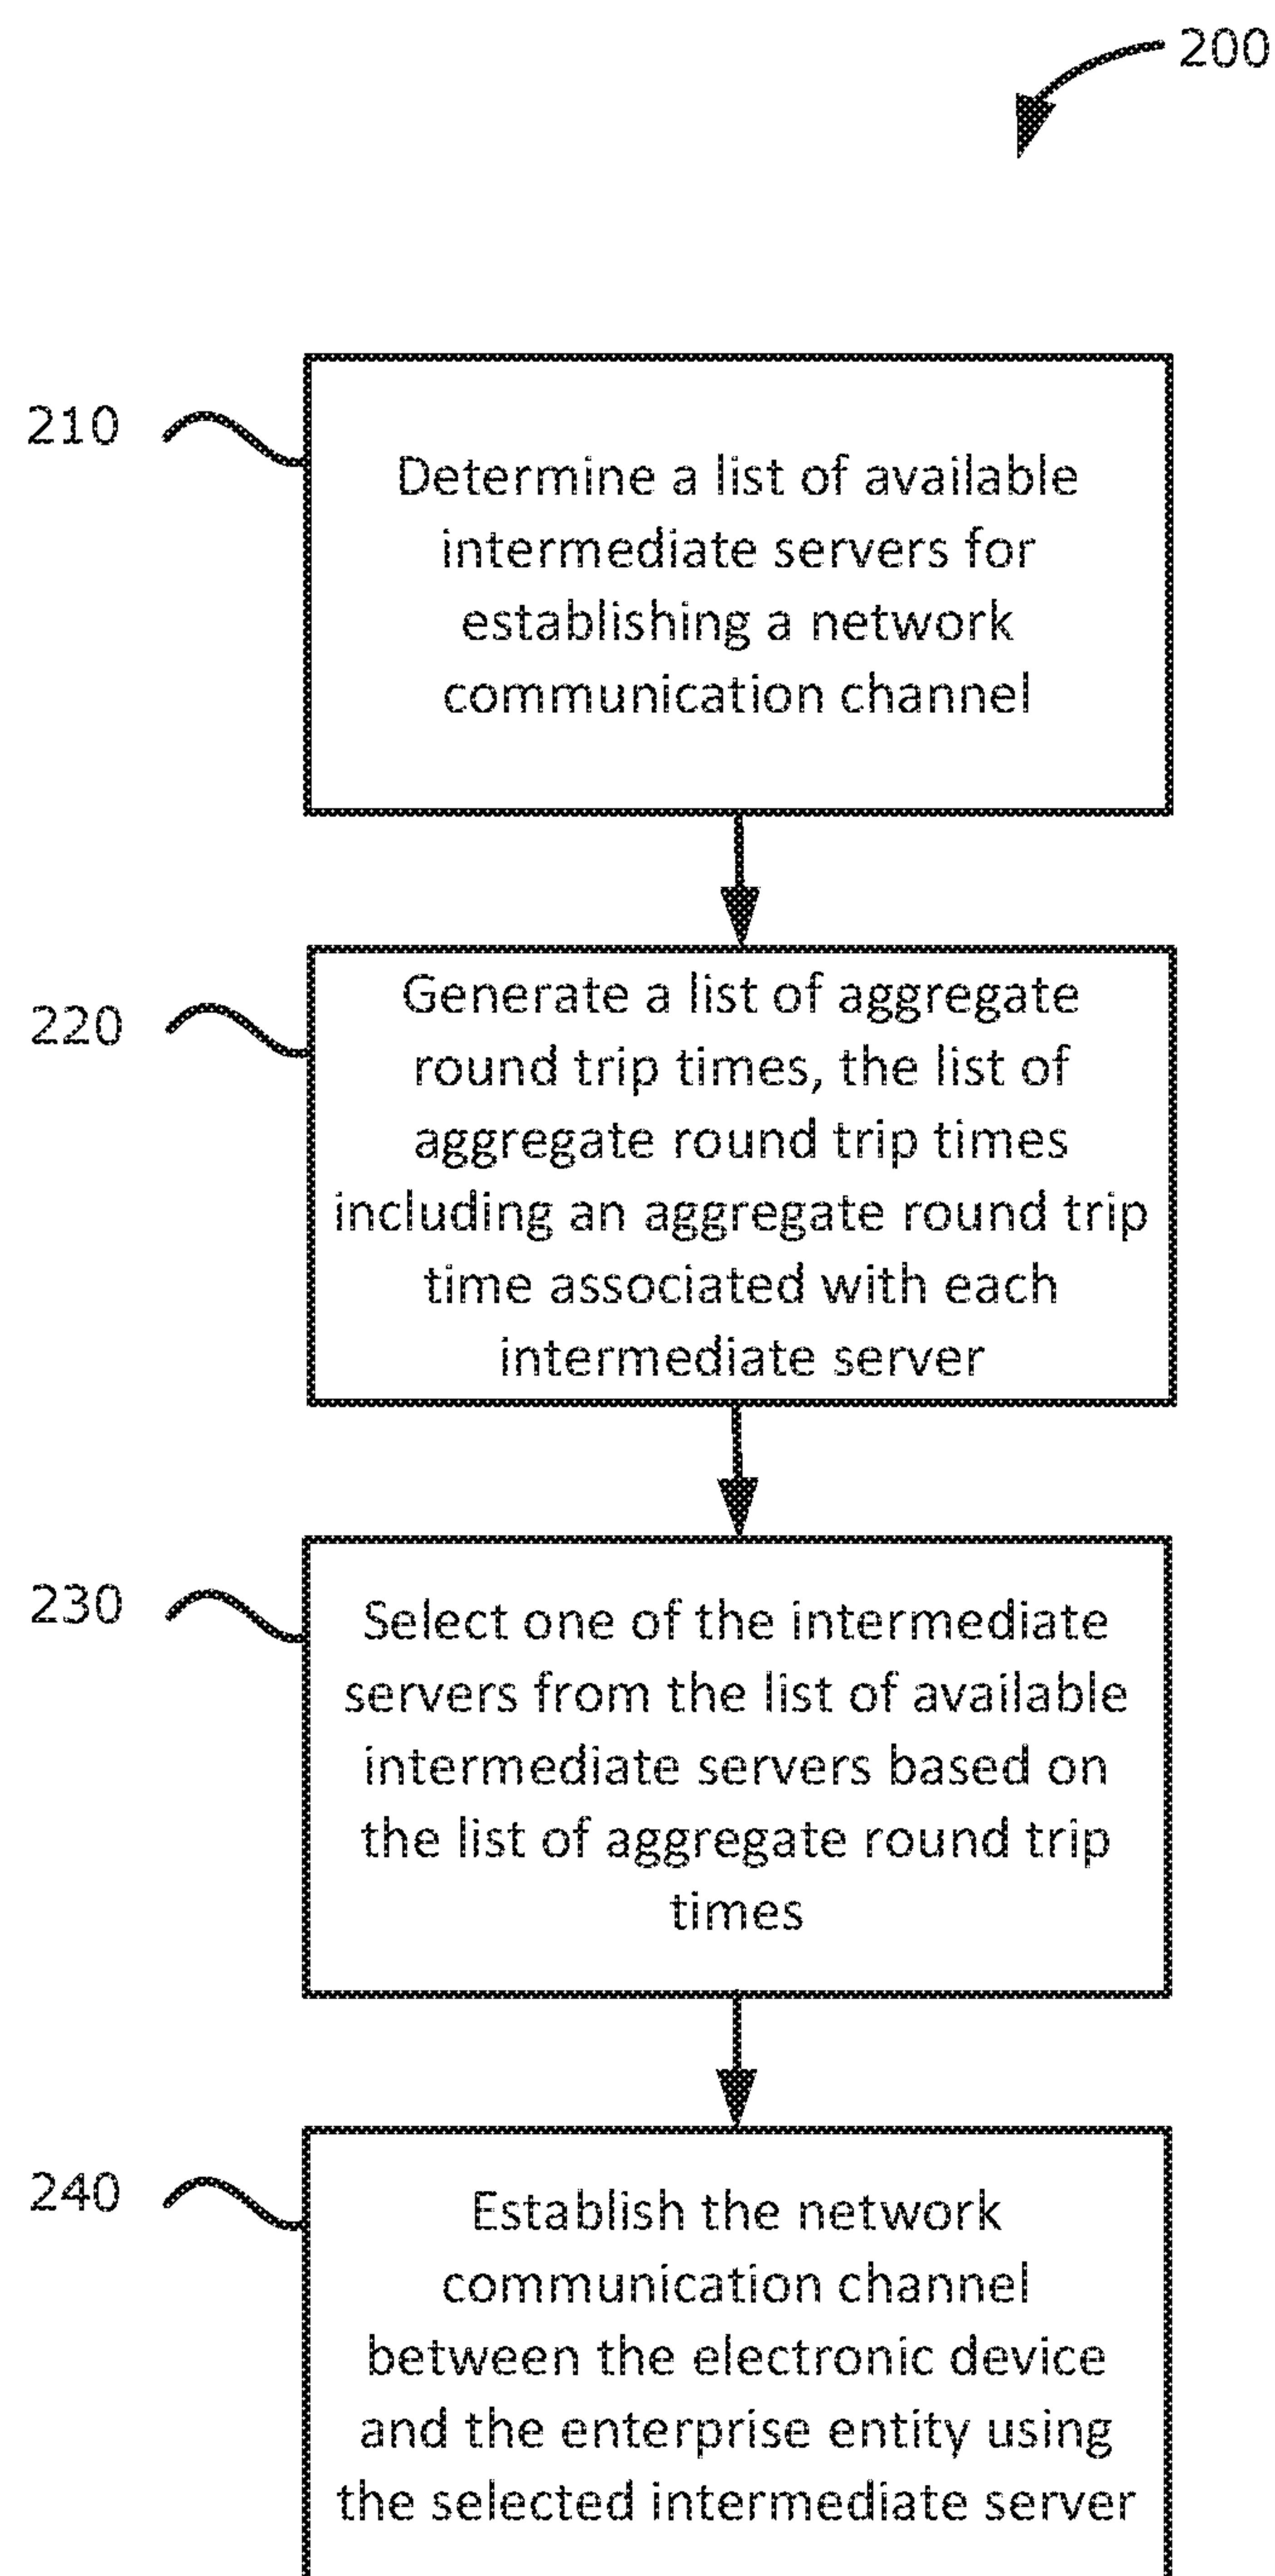 200
210
Determine a list of available
intermediate servers for
establishing a network
communication channel
220
Generate a list of aggregate
round trip times, the list of
aggregate round trip times
including an aggregate round trip
time associated with each
intermediate server
230
Select one of the intermediate
servers from the list of available
intermediate servers based on
the list of aggregate round trip
times
240
Establish the network
communication channel
between the electronic device
and the enterprise entity using
the selected intermediate server